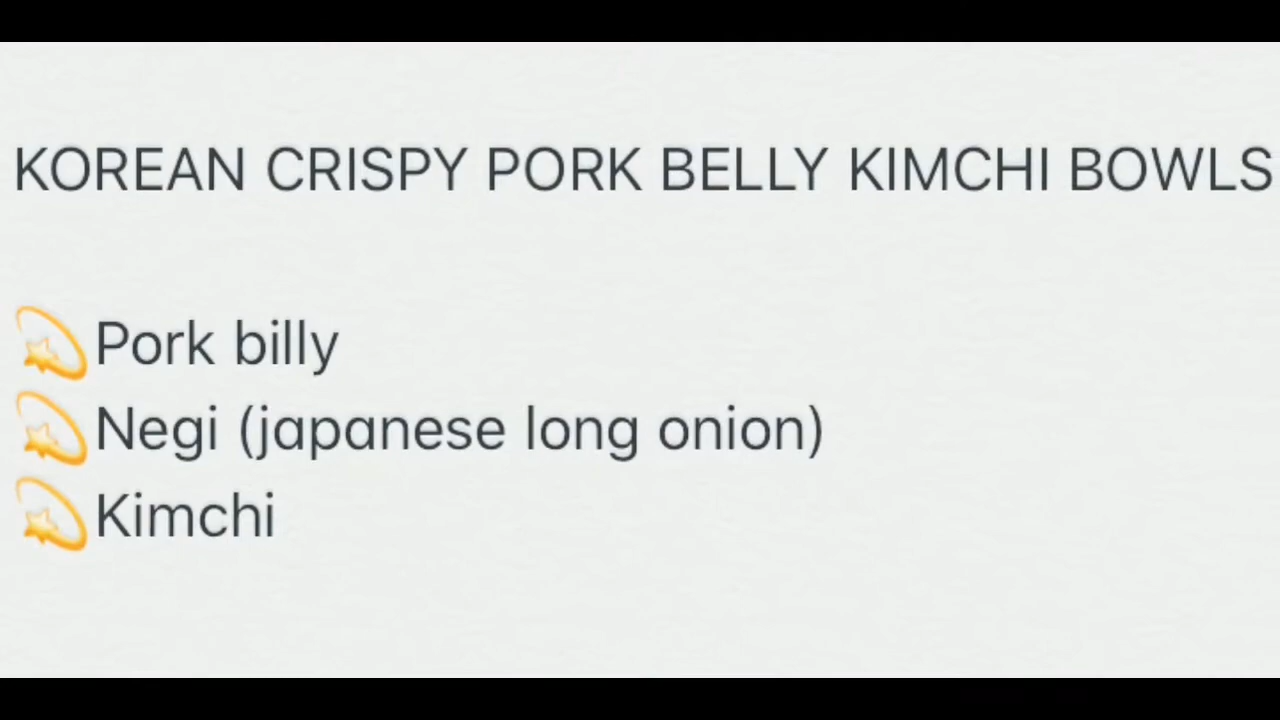 KOREAN CRISPY PORK BELLY KIMCHI BOWLS
💫Pork billy
💫Negi (japanese long onion)
💫Kimchi